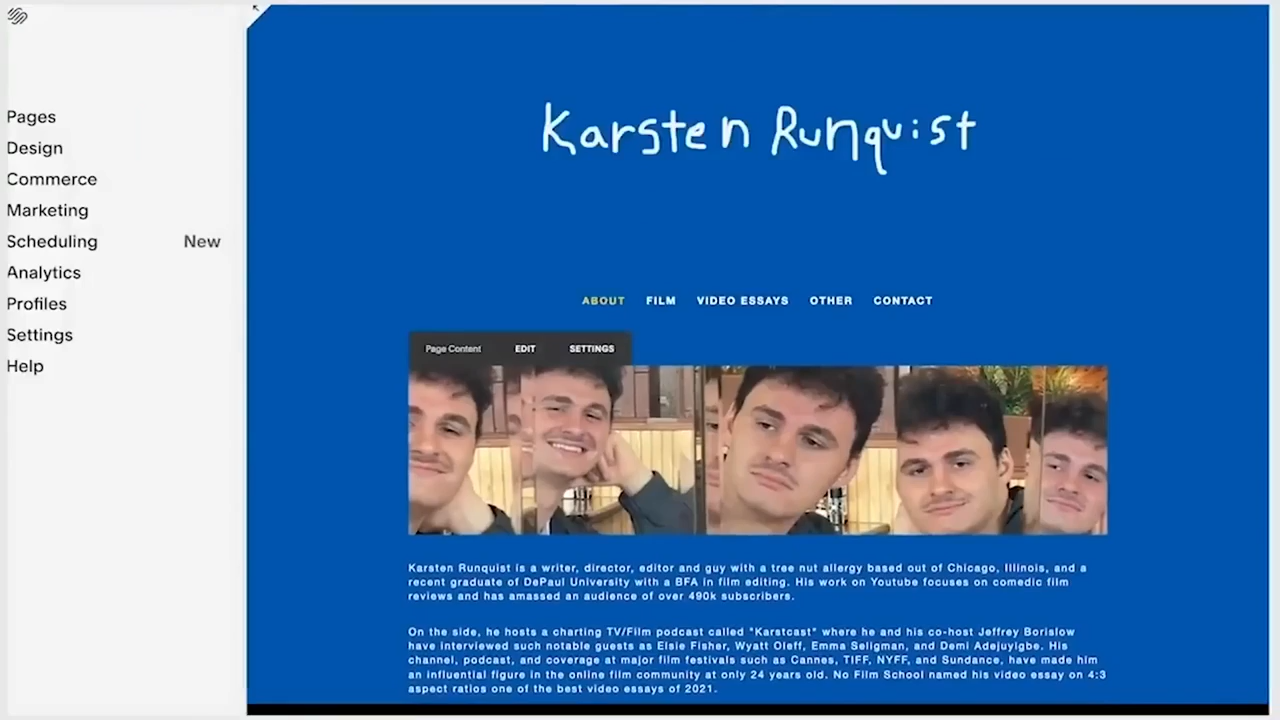 Pages
Design
Commerce
Marketing
Scheduling New
Analytics
Profiles
Settings
Help
Karsten Runquist
ABOUT FILM VIDEO ESSAYS OTHER CONTACT
Page Content EDIT SETTINGS
Karsten Runquist is a writer, director, editor and guy with a tree nut allergy based out of Chicago, Illinois, and a
recent graduate of DePaul University with a BFA in film editing. His work on Youtube focuses on comedic film
reviews and has amassed an audience of over 490k subscribers.
On the side, he hosts a charting TV/Film podcast called "Karstcast" where he and his co-host Jeffrey Borislow
have interviewed such notable guests as Elsie Fisher, Wyatt Oleff, Emma Seligman, and Demi Adejuyigbe. His
channel, podcast, and coverage at major film festivals such as Cannes, TIFF, NYFF, and Sundance, have made him
an influential figure in the online film community at only 24 years old. No Film School named his video essay on 4:3
aspect ratios one of the best video essays of 2021.